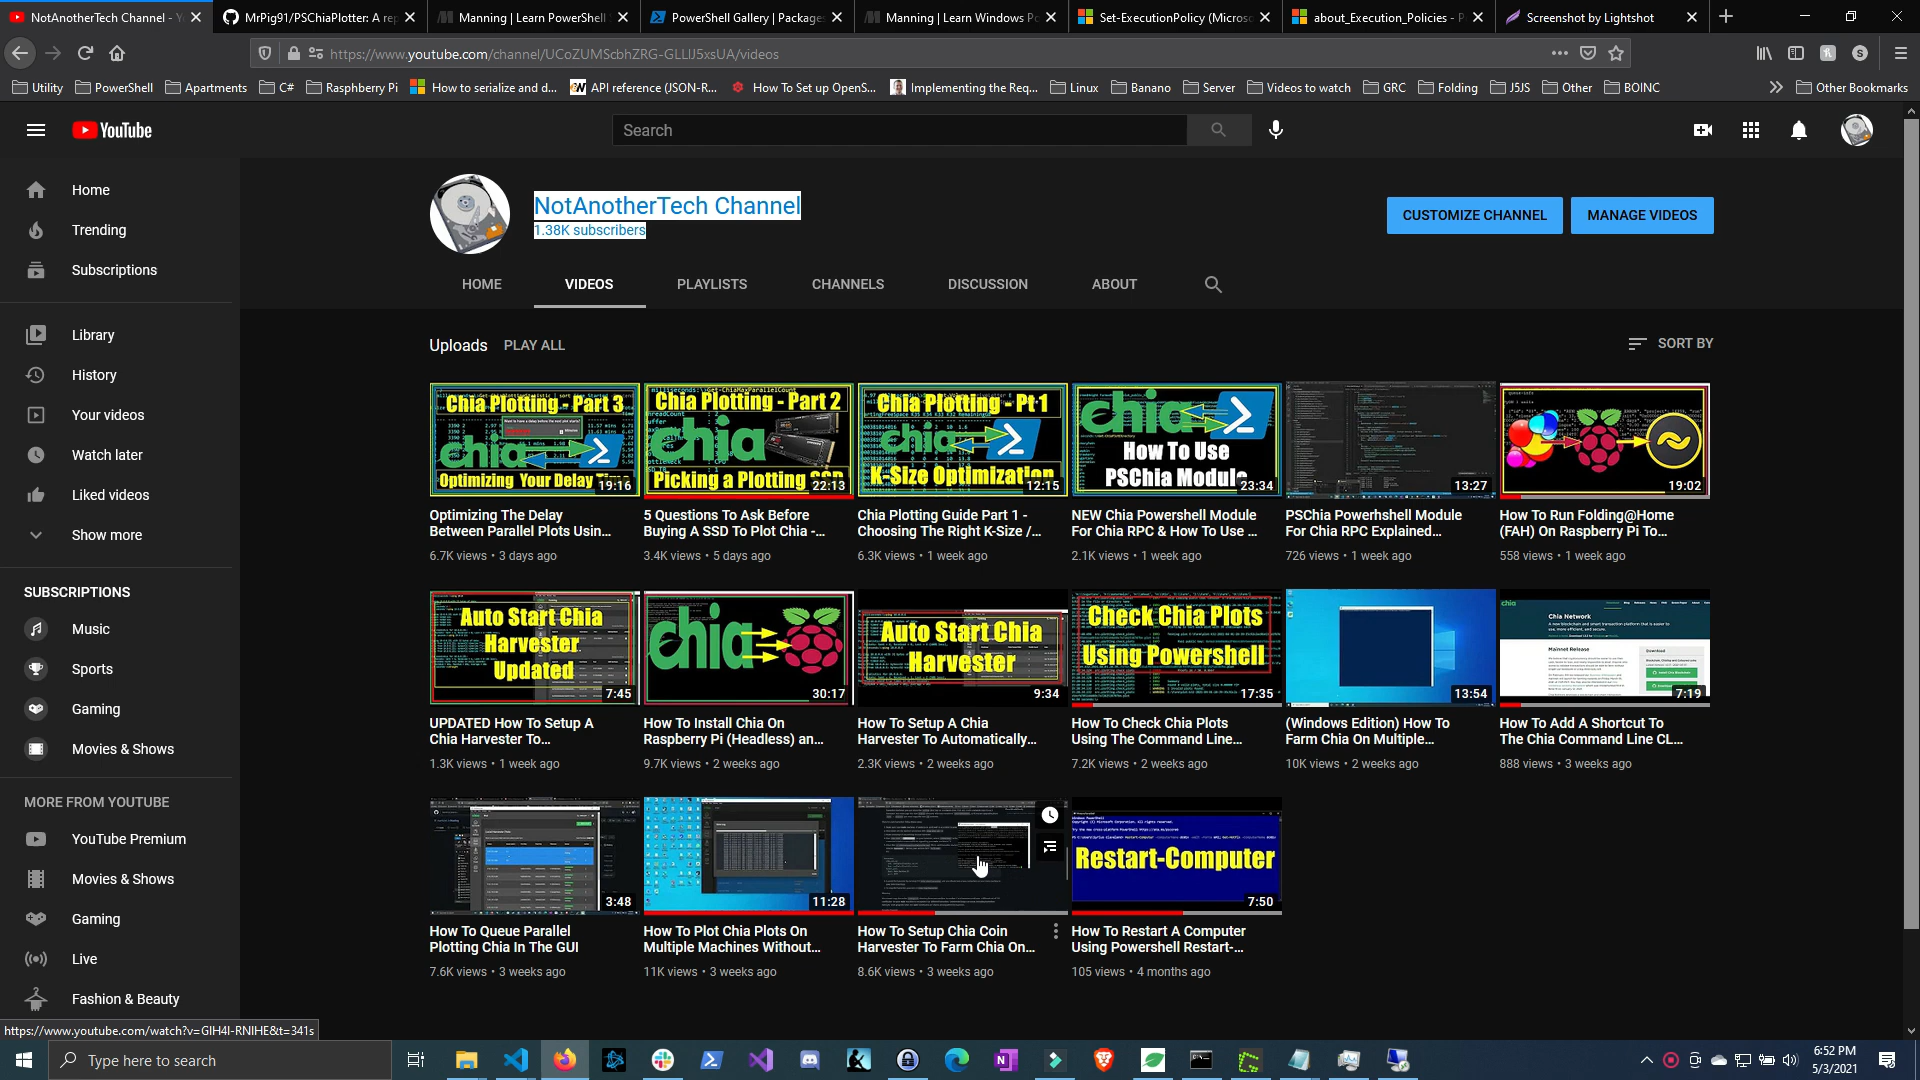 NotAnotherTech Channel - Y
MrPig91/PSChiaPlotter: A rep
Manning | Learn PowerShell
PowerShell Gallery | Packages
Manning | Learn Windows Po
Set-ExecutionPolicy (Microso
about_Execution_Policies - P
Screenshot by Lightshot
https://www.youtube.com/channel/UCoZUMScbhZRG-GLLIJ5xsUA/videos
Utility
PowerShell
Apartments
C#
Rasphberry Pi
How to serialize and d...
API reference (JSON-R...
How To Set up OpenS...
Implementing the Req...
Linux
Banano
Server
Videos to watch
GRC
Folding
JSJS
Other
BOINC
Other Bookmarks
YouTube
Search
Home
Trending
Subscriptions
Library
History
Your videos
Watch later
Liked videos
Show more
SUBSCRIPTIONS
Music
Sports
Gaming
Movies & Shows
MORE FROM YOUTUBE
YouTube Premium
Movies & Shows
Gaming
Live
Fashion & Beauty
NotAnotherTech Channel
1.38K subscribers
CUSTOMIZE CHANNEL
MANAGE VIDEOS
HOME
VIDEOS
PLAYLISTS
CHANNELS
DISCUSSION
ABOUT
Uploads
PLAY ALL
SORT BY
Chia Plotting - Part 3
chia
Optimizing Your Delay
19:16
Optimizing The Delay
Between Parallel Plots Usin...
6.7K views • 3 days ago
Chia Plotting - Part 2
chia
Picking a Plotting SSD
22:13
5 Questions To Ask Before
Buying A SSD To Plot Chia -...
3.4K views • 5 days ago
Chia Plotting - Pt 1
chia
K-Size Optimization
12:15
Chia Plotting Guide Part 1 -
Choosing The Right K-Size /...
6.3K views • 1 week ago
chia
How To Use
PSChia Module
23:34
NEW Chia Powershell Module
For Chia RPC & How To Use ...
2.1K views • 1 week ago
13:27
PSChia Powerhshell Module
For Chia RPC Explained...
726 views • 1 week ago
19:02
How To Run Folding@Home
(FAH) On Raspberry Pi To...
558 views • 1 week ago
Auto Start Chia
Harvester
Updated
7:45
UPDATED How To Setup A
Chia Harvester To...
1.3K views • 1 week ago
chia
30:17
How To Install Chia On
Raspberry Pi (Headless) an...
9.7K views • 2 weeks ago
Auto Start Chia
Harvester
9:34
How To Setup A Chia
Harvester To Automatically...
2.3K views • 2 weeks ago
Check Chia Plots
Using Powershell
17:35
How To Check Chia Plots
Using The Command Line...
7.2K views • 2 weeks ago
13:54
(Windows Edition) How To
Farm Chia On Multiple...
10K views • 2 weeks ago
chia
Chia Network
Mainnet Release
7:19
How To Add A Shortcut To
The Chia Command Line CL...
888 views • 3 weeks ago
3:48
How To Queue Parallel
Plotting Chia In The GUI
7.6K views • 3 weeks ago
11:28
How To Plot Chia Plots On
Multiple Machines Without...
11K views • 3 weeks ago
How To Setup Chia Coin
Harvester To Farm Chia On...
8.6K views • 3 weeks ago
Restart-Computer
7:50
How To Restart A Computer
Using Powershell Restart-...
105 views • 4 months ago
https://www.youtube.com/watch?v=GIH4I-RNIHE&t=341s
Type here to search
6:52 PM
5/3/2021